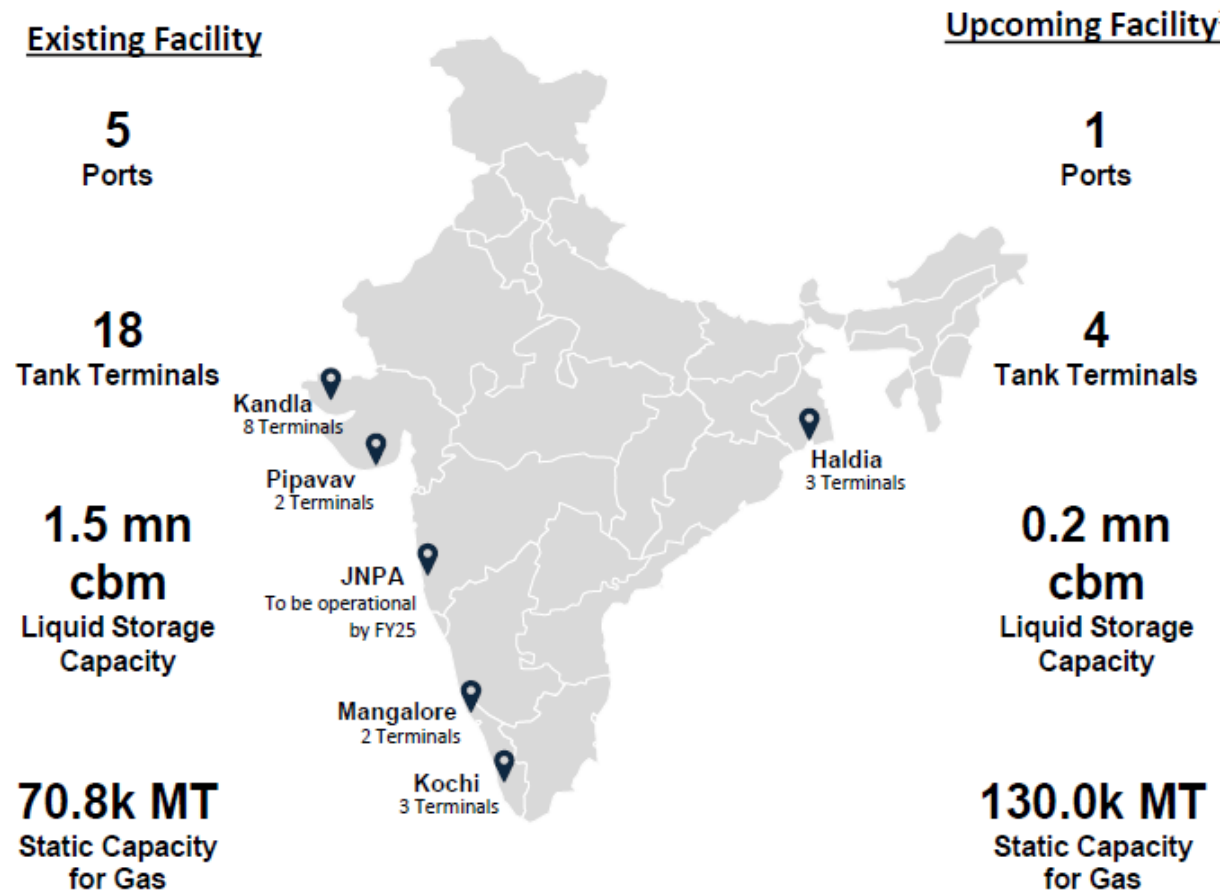 Existing Facility
5
Ports
18
Tank Terminals
1.5 mn
cbm
Liquid Storage
Capacity
70.8k MT
Static Capacity
for Gas
Kandla
8 Terminals
Pipavav
2 Terminals
JNPA
To be operational
by FY25
Mangalore
2 Terminals
Kochi
3 Terminals
Haldia
3 Terminals
Upcoming Facility
1
Ports
4
Tank Terminals
0.2 mn
cbm
Liquid Storage
Capacity
130.0k MT
Static Capacity
for Gas